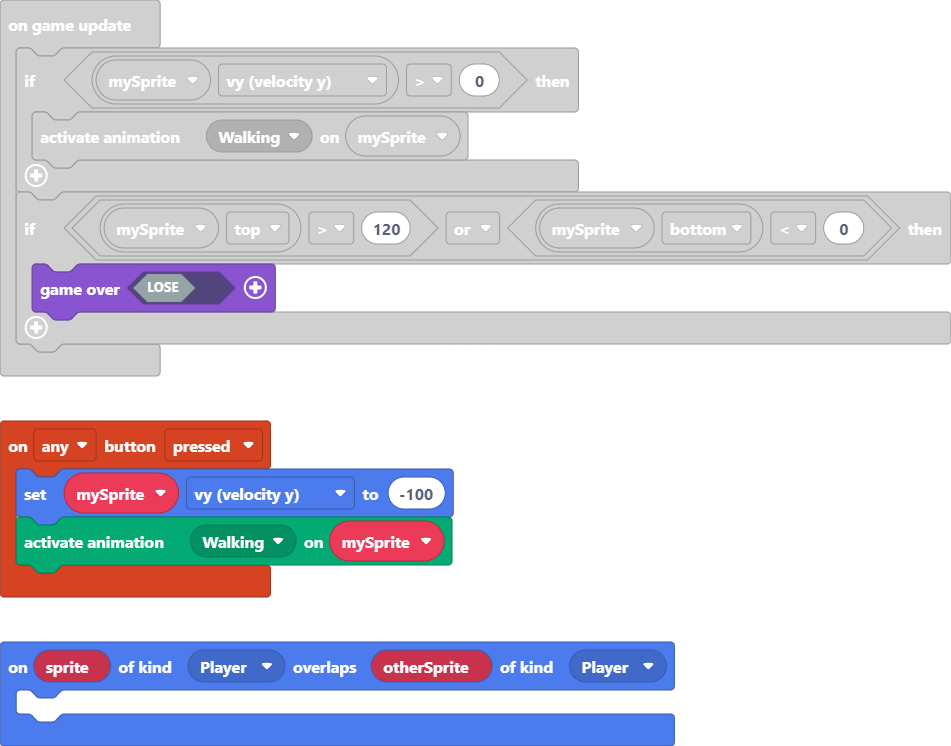 on game update
if mySprite vy (velocity y) > 0 then
activate animation Walking on mySprite
if mySprite top > 120 or mySprite bottom < 0 then
game over LOSE
on any button pressed
set mySprite vy (velocity y) to -100
activate animation Walking on mySprite
on sprite of kind Player overlaps otherSprite of kind Player